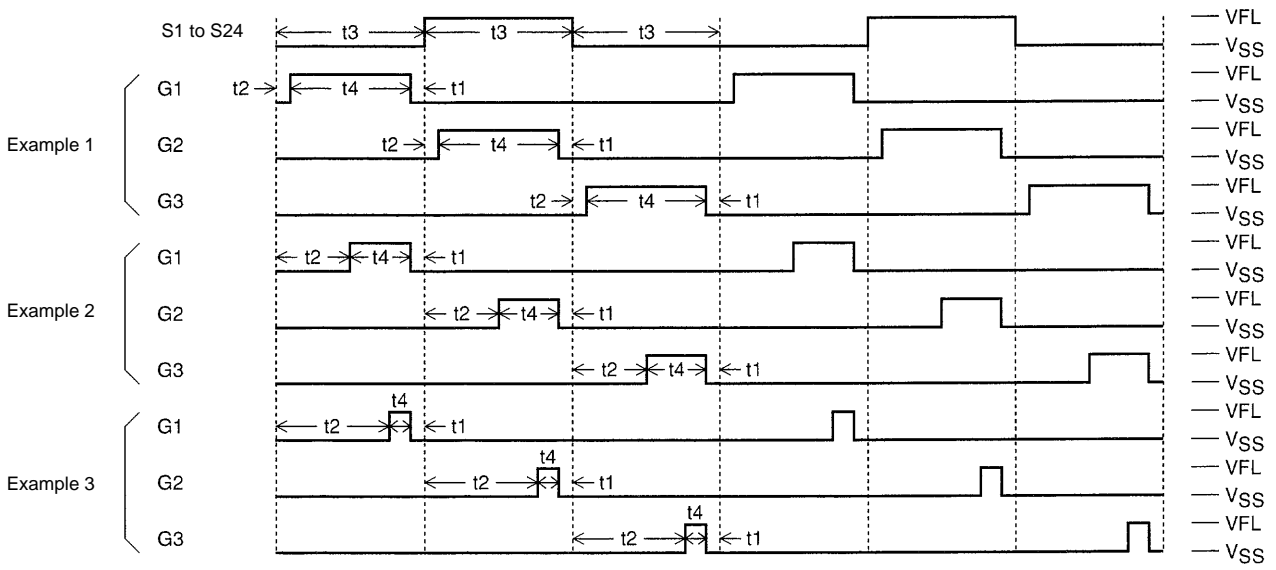 S1 to S24 t3 t3 t3 VFL
VSS
Example 1
G1 t2 t4 t1 VFL
VSS
G2 t2 t4 t1 VFL
VSS
G3 t2 t4 t1 VFL
VSS
Example 2
G1 t2 t4 t1 VFL
VSS
G2 t2 t4 t1 VFL
VSS
G3 t2 t4 t1 VFL
VSS
Example 3
t4
G1 t2 t1 VFL
VSS
t4
G2 t2 t1 VFL
VSS
t4
G3 t2 t1 VFL
VSS